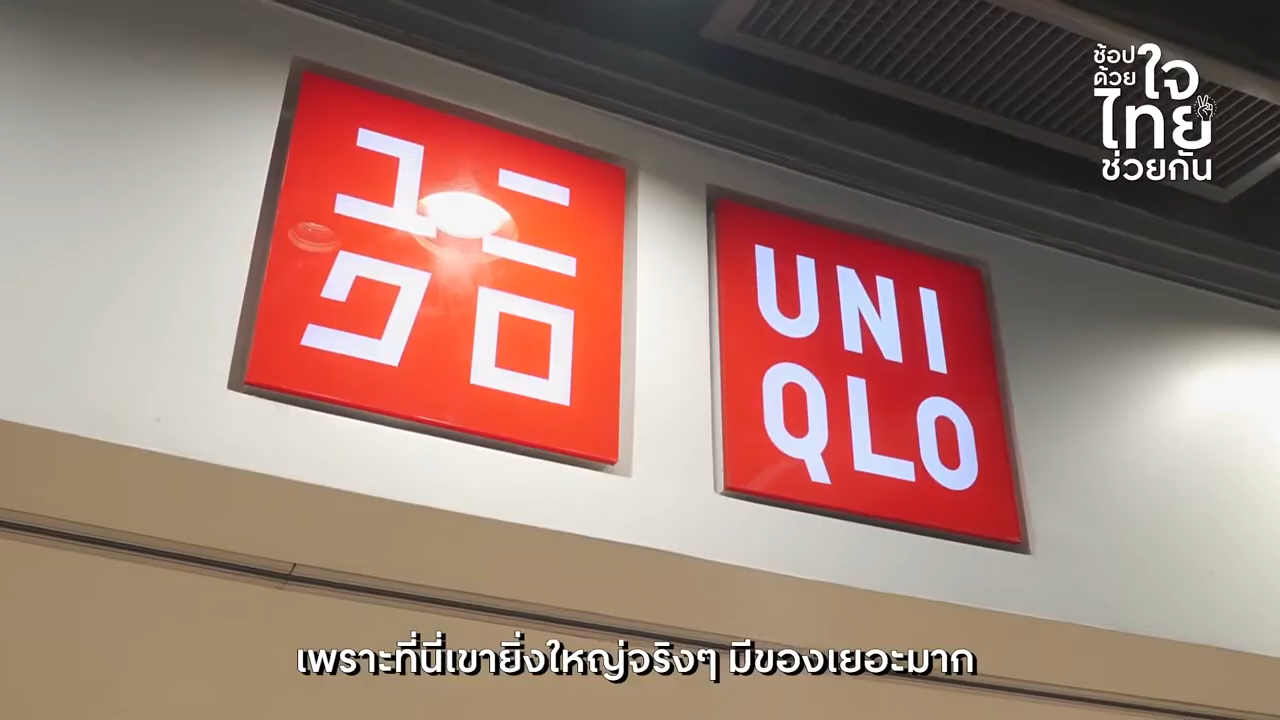 ช้อป
ด้วย ใจ
ไทย
ช่วยกัน
ユニ
クロ
UNI
QLO
เพราะที่นี่เขายิ่งใหญ่จริงๆ มีของเยอะมาก